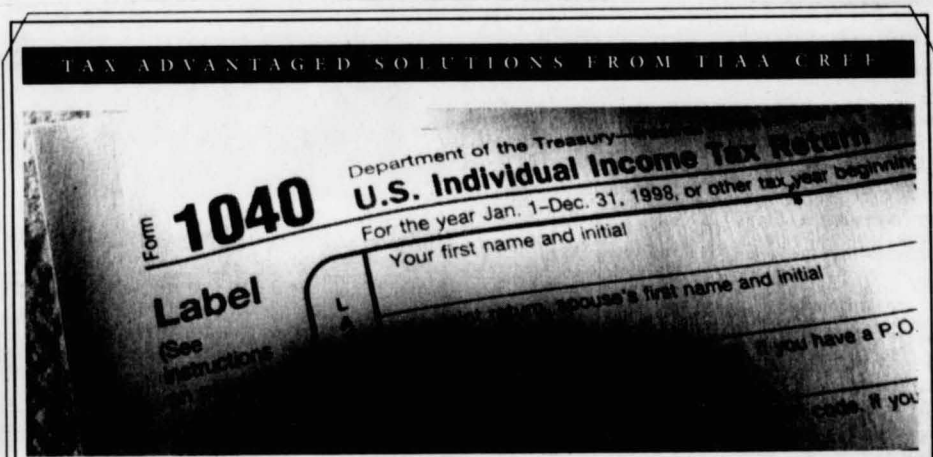 TAX ADVANTAGED SOLUTIONS FROM TIAA CREF
Department of the Treasury—
Form 1040 U.S. Individual Income Tax Return
For the year Jan. 1–Dec. 31, 1998, or other tax year beginning
Label
L
A
Your first name and initial
(See
instructions
return, spouse's first name and initial
you have a P.O.
code. If you